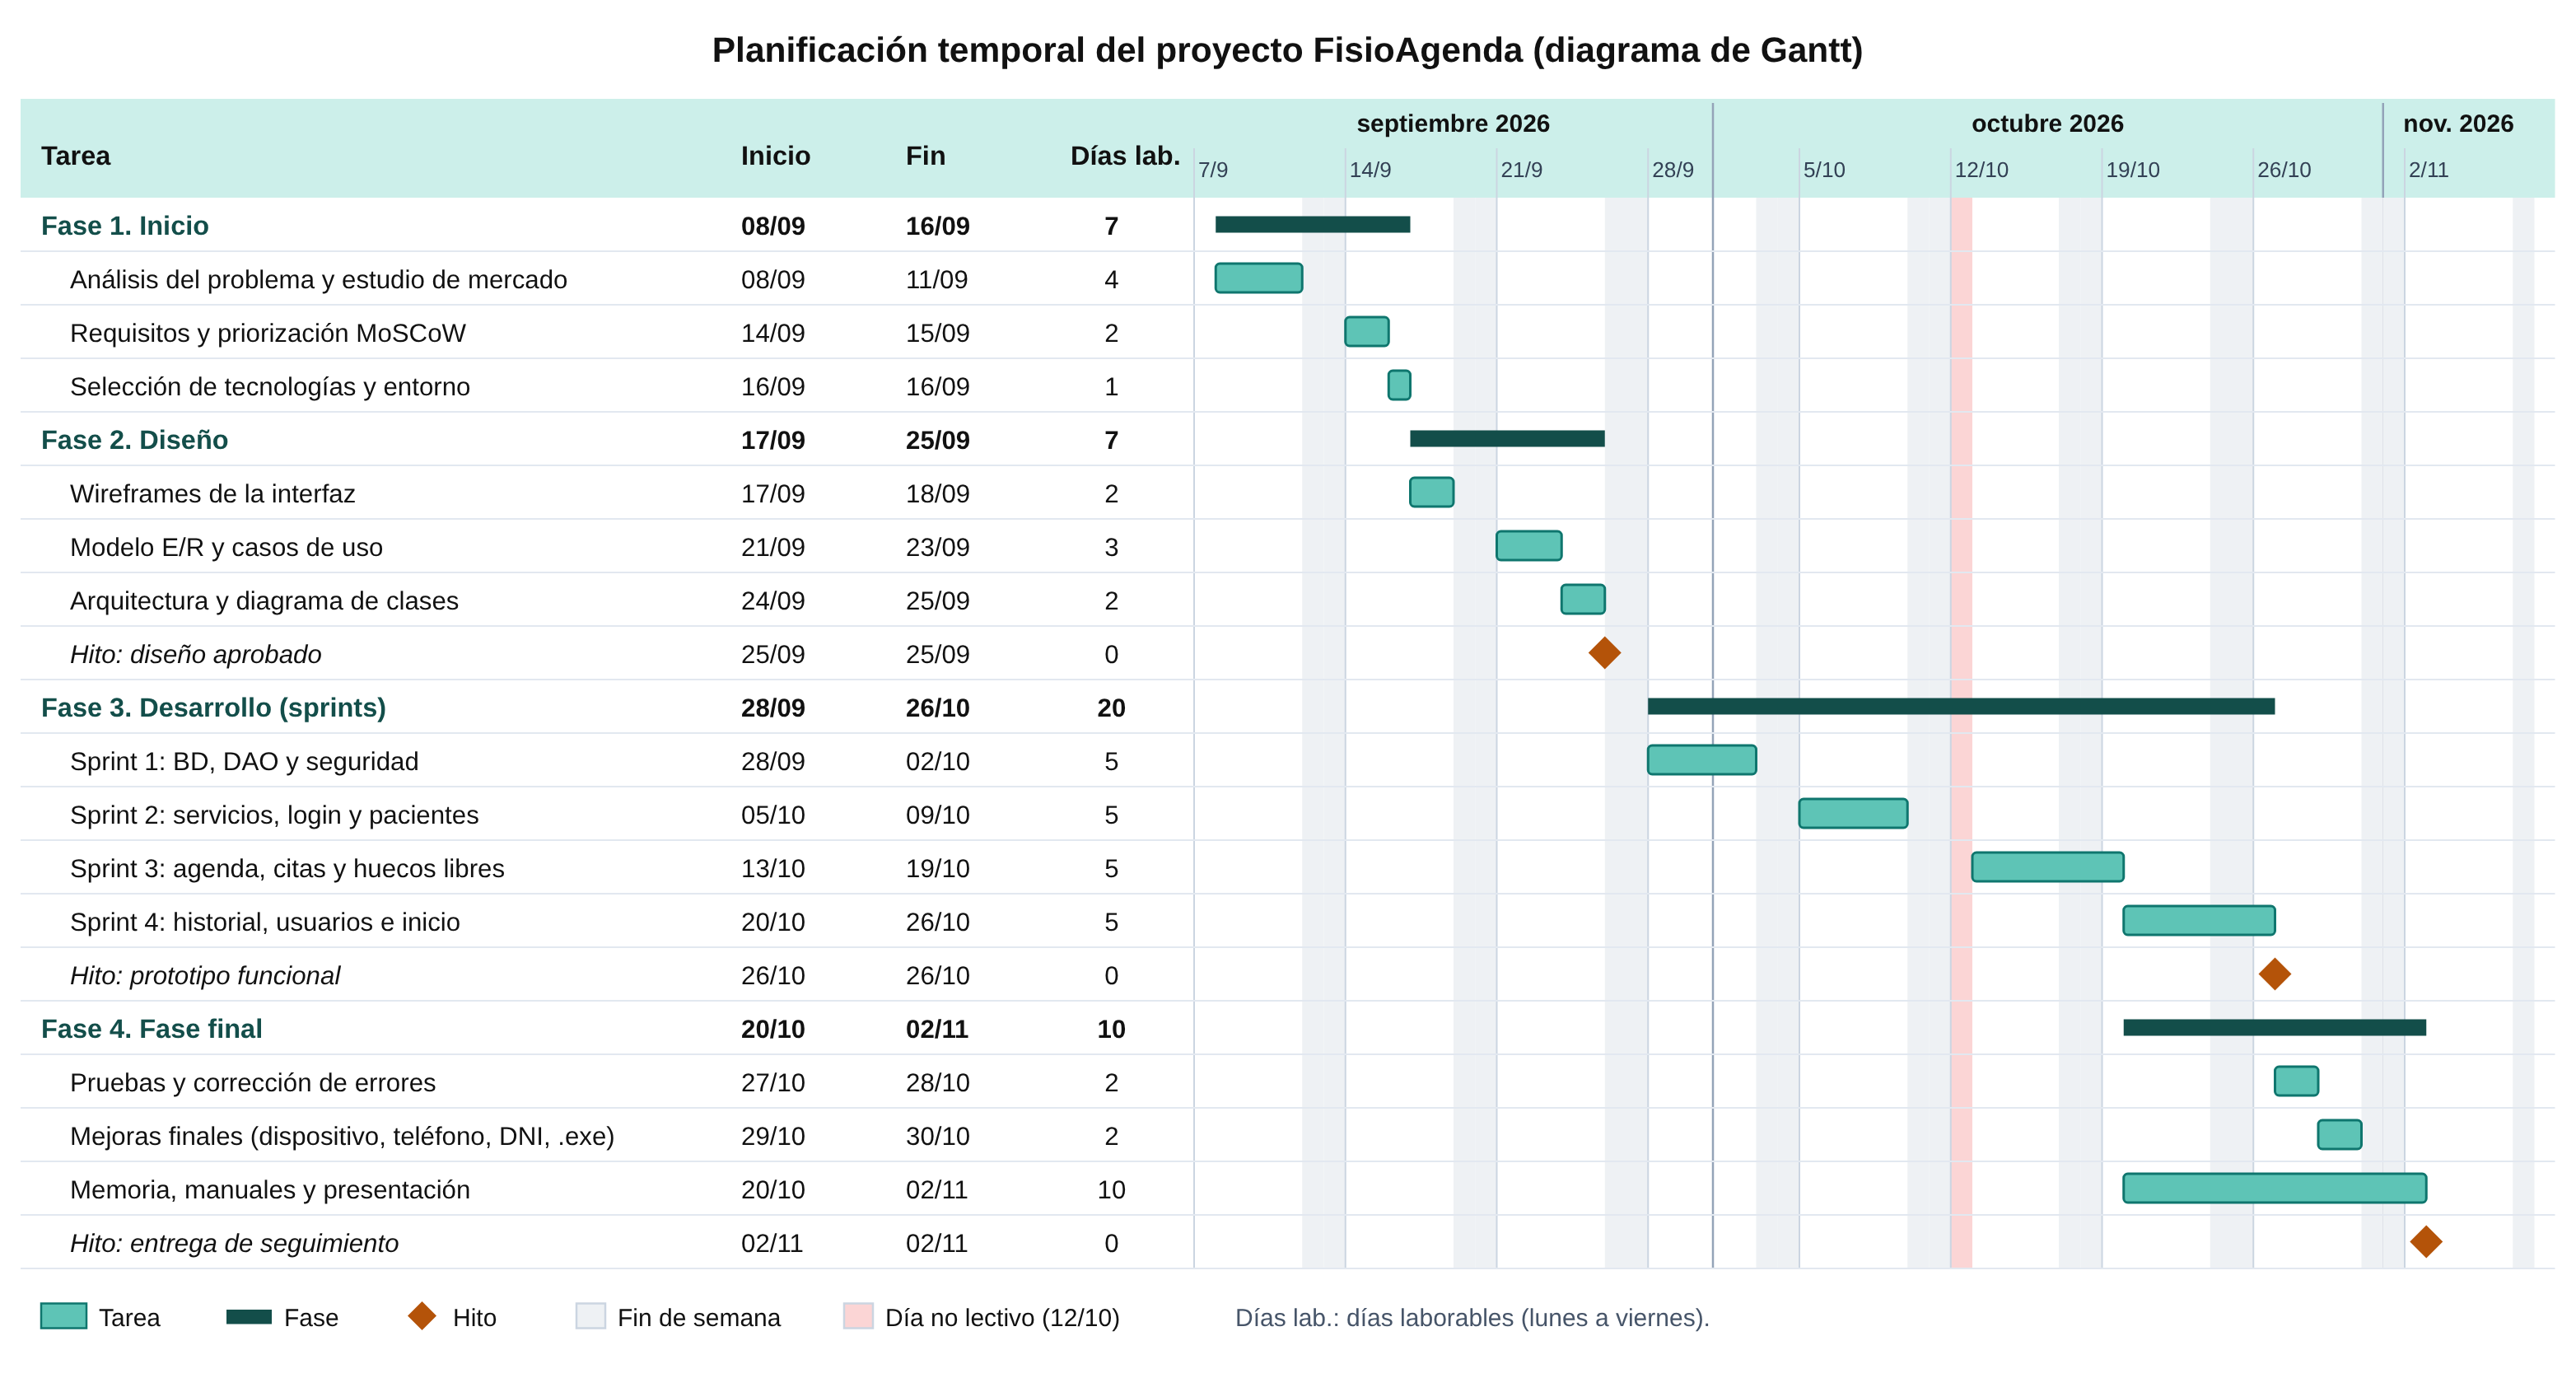 Planificación temporal del proyecto FisioAgenda (diagrama de Gantt)
septiembre 2026 octubre 2026 nov. 2026
Tarea Inicio Fin Días lab.
7/9 14/9 21/9 28/9 5/10 12/10 19/10 26/10 2/11
Fase 1. Inicio 08/09 16/09 7
Análisis del problema y estudio de mercado 08/09 11/09 4
Requisitos y priorización MoSCoW 14/09 15/09 2
Selección de tecnologías y entorno 16/09 16/09 1
Fase 2. Diseño 17/09 25/09 7
Wireframes de la interfaz 17/09 18/09 2
Modelo E/R y casos de uso 21/09 23/09 3
Arquitectura y diagrama de clases 24/09 25/09 2
Hito: diseño aprobado 25/09 25/09 0
Fase 3. Desarrollo (sprints) 28/09 26/10 20
Sprint 1: BD, DAO y seguridad 28/09 02/10 5
Sprint 2: servicios, login y pacientes 05/10 09/10 5
Sprint 3: agenda, citas y huecos libres 13/10 19/10 5
Sprint 4: historial, usuarios e inicio 20/10 26/10 5
Hito: prototipo funcional 26/10 26/10 0
Fase 4. Fase final 20/10 02/11 10
Pruebas y corrección de errores 27/10 28/10 2
Mejoras finales (dispositivo, teléfono, DNI, .exe) 29/10 30/10 2
Memoria, manuales y presentación 20/10 02/11 10
Hito: entrega de seguimiento 02/11 02/11 0
Tarea Fase Hito Fin de semana Día no lectivo (12/10) Días lab.: días laborables (lunes a viernes).